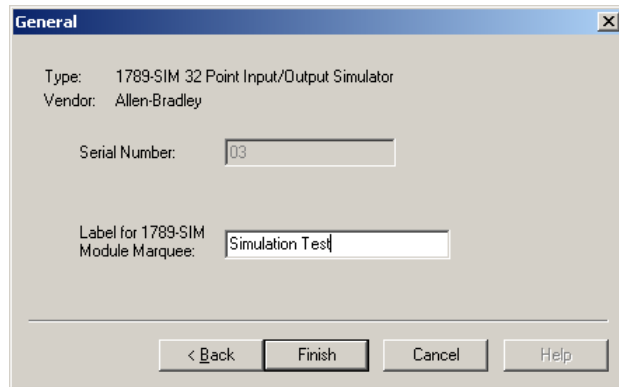 General
Type: 1789-SIM 32 Point Input/Output Simulator
Vendor: Allen-Bradley
Serial Number: 03
Label for 1789-SIM
Module Marquee: Simulation Test
< Back Finish Cancel Help